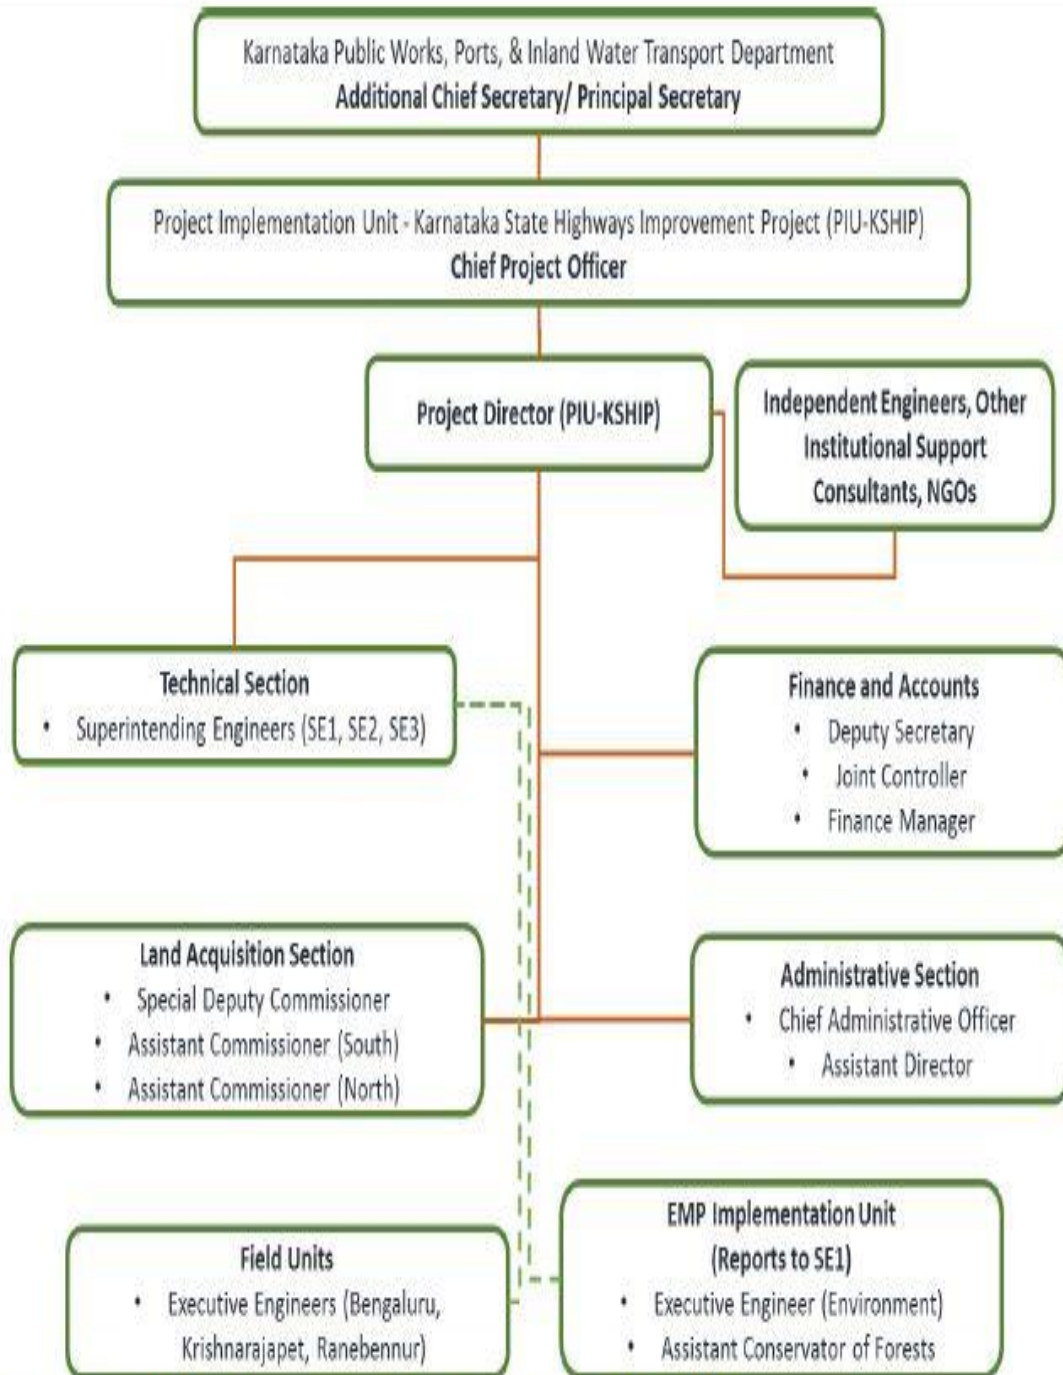 Karnataka Public Works, Ports, & Inland Water Transport Department
Additional Chief Secretary/ Principal Secretary
Project Implementation Unit - Karnataka State Highways Improvement Project (PIU-KSHIP)
Chief Project Officer
Project Director (PIU-KSHIP)
Independent Engineers, Other
Institutional Support
Consultants, NGOs
Technical Section
• Superintending Engineers (SE1, SE2, SE3)
Finance and Accounts
• Deputy Secretary
• Joint Controller
• Finance Manager
Land Acquisition Section
• Special Deputy Commissioner
• Assistant Commissioner (South)
• Assistant Commissioner (North)
Administrative Section
• Chief Administrative Officer
• Assistant Director
Field Units
• Executive Engineers (Bengaluru,
Krishnarajapet, Ranebennur)
EMP Implementation Unit
(Reports to SE1)
• Executive Engineer (Environment)
• Assistant Conservator of Forests